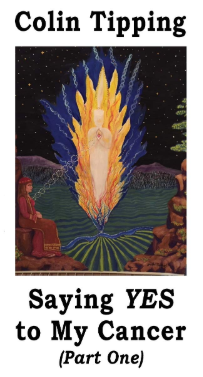 Colin Tipping
Saying YES
to My Cancer
(Part One)